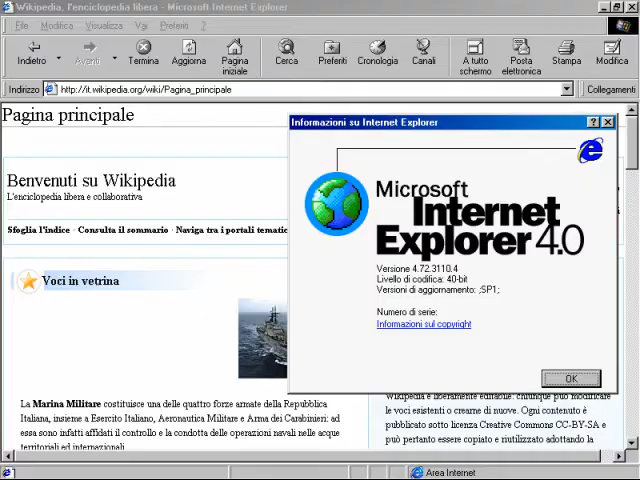 Wikipedia, l'enciclopedia libera - Microsoft Internet Explorer
File Modifica Visualizza Vai Preferiti ?
Indietro Avanti Termina Aggiorna Pagina iniziale Cerca Preferiti Cronologia Canali A tutto schermo Posta elettronica Stampa Modifica
Indirizzo http://it.wikipedia.org/wiki/Pagina_principale Collegamenti
Pagina principale
Benvenuti su Wikipedia
L'enciclopedia libera e collaborativa
Sfoglia l'indice · Consulta il sommario · Naviga tra i portali
Voci in vetrina
La Marina Militare costituisce una delle quattro forze armate della Repubblica
Italiana, insieme a Esercito Italiano, Aeronautica Militare e Arma dei Carabinieri: ad
essa sono infatti affidati il controllo e la condotta delle operazioni navali nelle acque
territoriali ed internazionali.
Informazioni su Internet Explorer
Microsoft
Internet
Explorer 4.0
Versione 4.72.3110.4
Livello di codifica: 40-bit
Versioni di aggiornamento: ;SP1;
Numero di serie:
Informazioni sul copyright
OK
Wikipedia è liberamente editabile: chiunque può modificare
le voci esistenti o crearne di nuove. Ogni contenuto è
pubblicato sotto licenza Creative Commons CC-BY-SA e
può pertanto essere copiato e riutilizzato adottando la
Area Internet